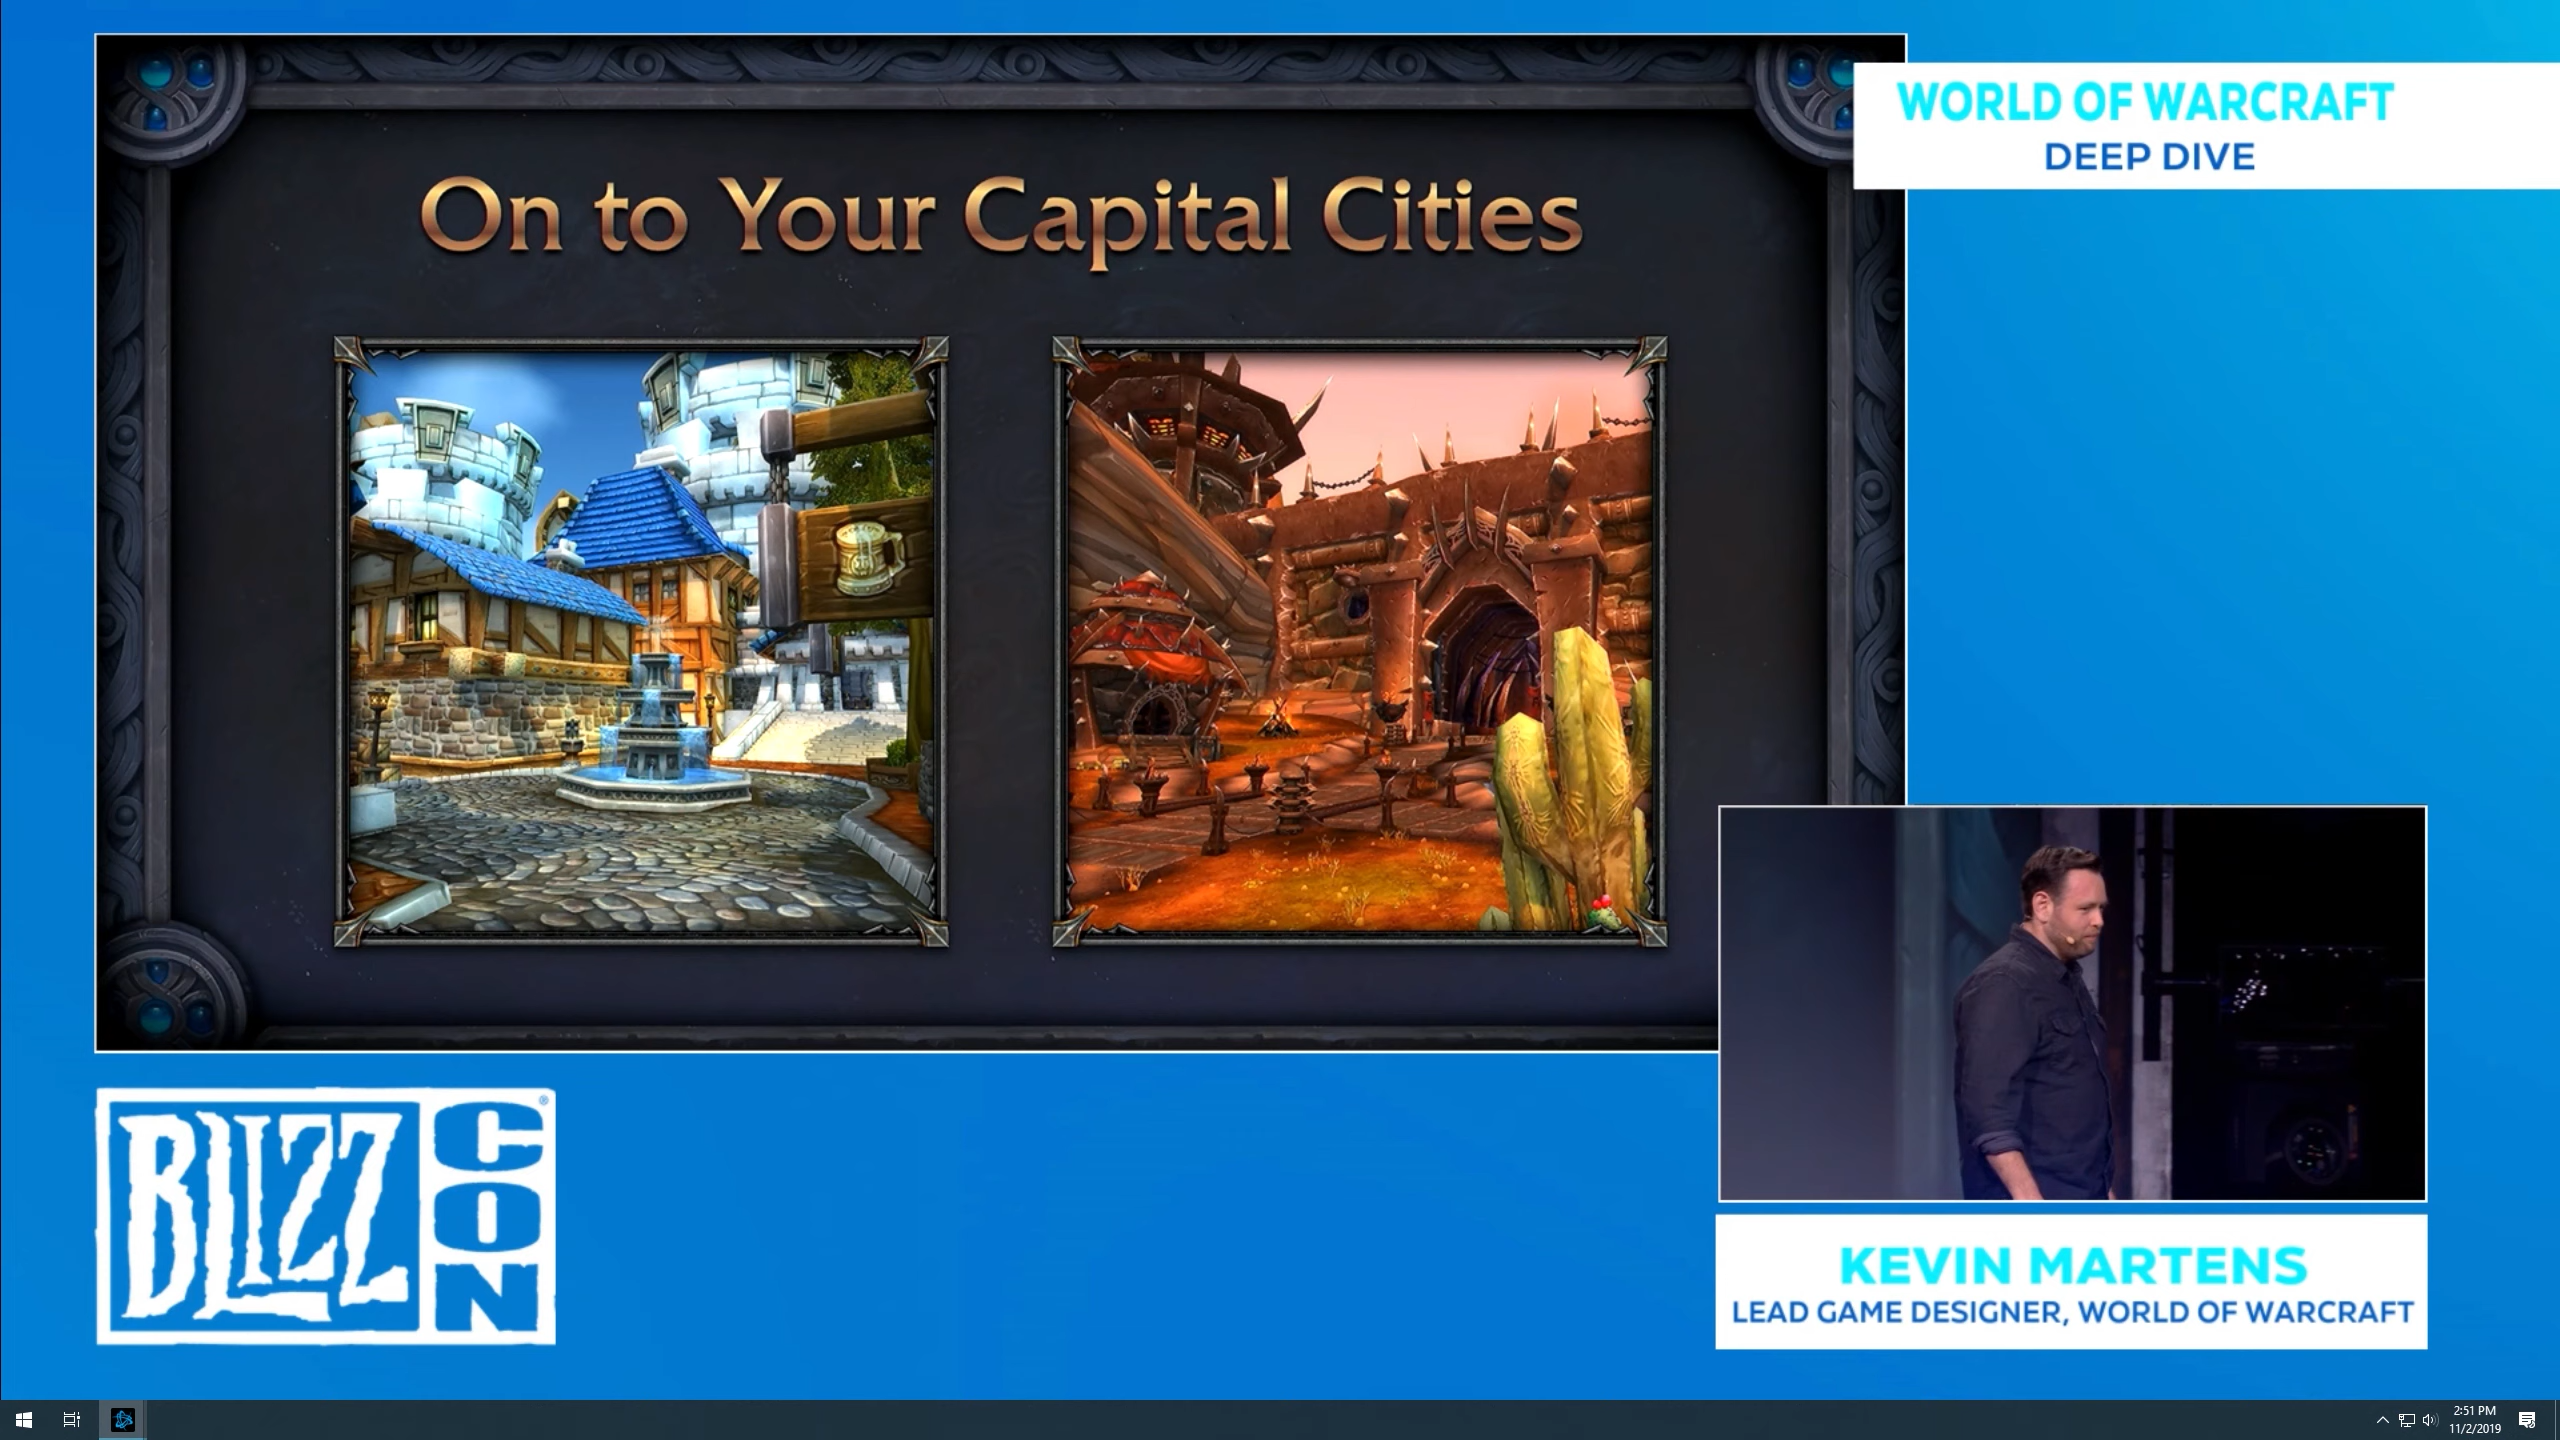 On to Your Capital Cities
WORLD OF WARCRAFT
DEEP DIVE
BLIZZ
CON
®
KEVIN MARTENS
LEAD GAME DESIGNER, WORLD OF WARCRAFT
2:51 PM
11/2/2019